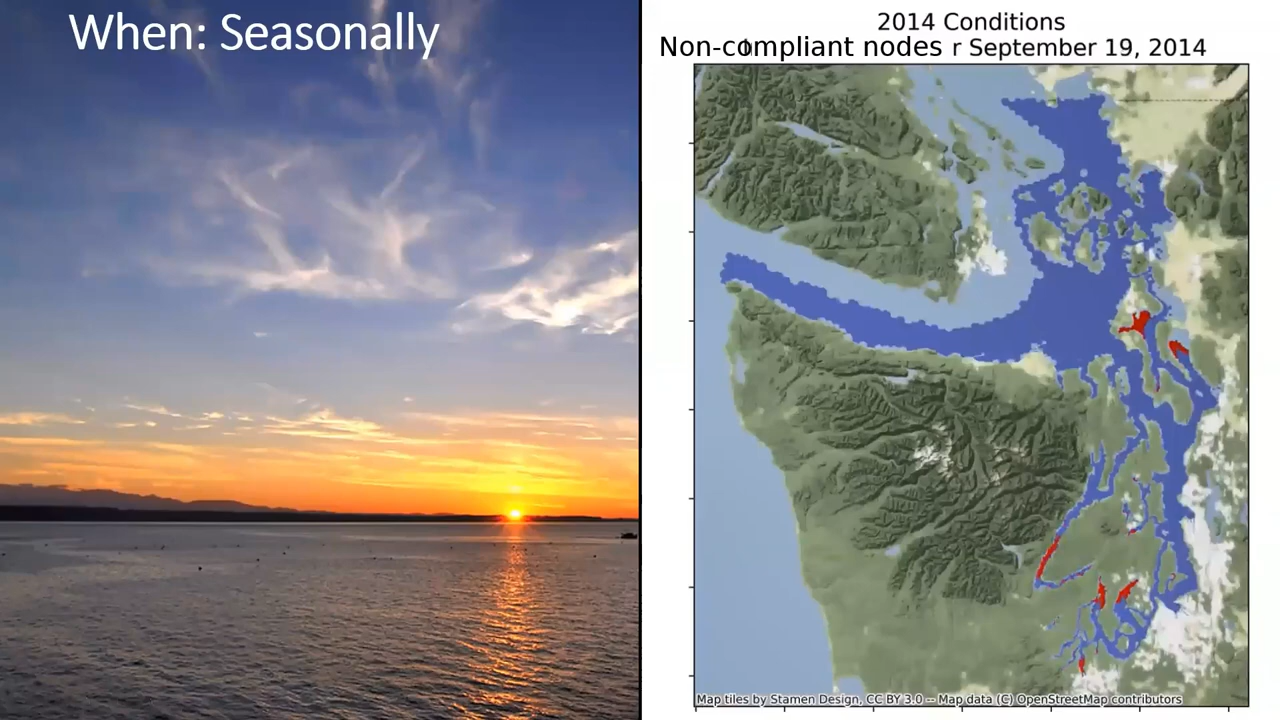 When: Seasonally
2014 Conditions
Non-compliant nodes r September 19, 2014
Map tiles by Stamen Design, CC BY 3.0 -- Map data (C) OpenStreetMap contributors